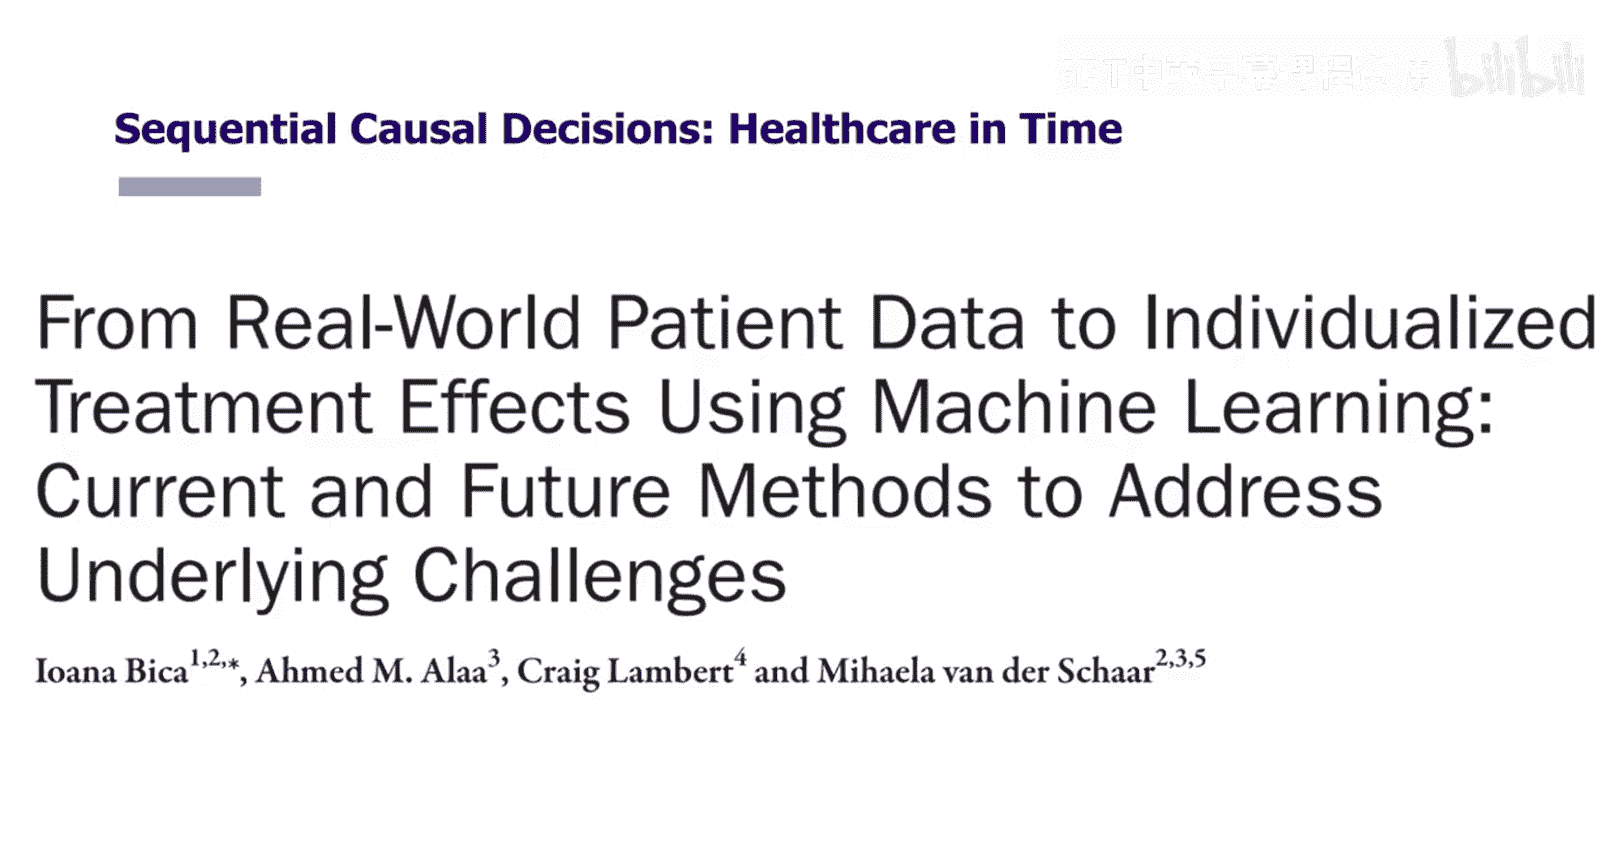 bilibili
Sequential Causal Decisions: Healthcare in Time
From Real-World Patient Data to Individualized
Treatment Effects Using Machine Learning:
Current and Future Methods to Address
Underlying Challenges
Ioana Bica1,2,*, Ahmed M. Alaa3, Craig Lambert4 and Mihaela van der Schaar2,3,5